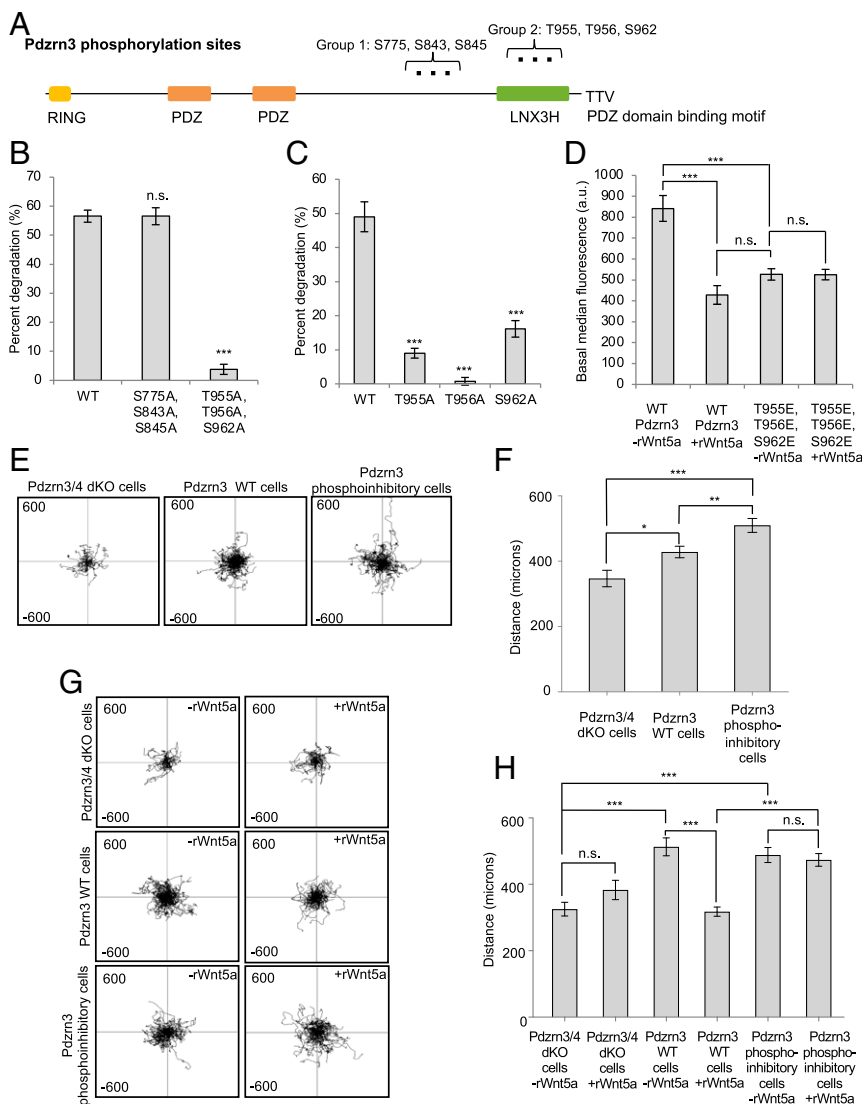 A
Pdzrn3 phosphorylation sites
Group 1: S775, S843, S845
Group 2: T955, T956, S962
RING
PDZ
PDZ
LNX3H
TTV
PDZ domain binding motif
B
Percent degradation (%)
70
60
50
40
30
20
10
0
n.s.
***
WT
S775A,
S843A,
S845A
T955A,
T956A,
S962A
C
Percent degradation (%)
60
50
40
30
20
10
0
***
***
***
WT
T955A
T956A
S962A
D
Basal median fluorescence (a.u.)
1000
900
800
700
600
500
400
300
200
100
0
***
***
n.s.
n.s.
WT
Pdzrn3
-rWnt5a
WT
Pdzrn3
+rWnt5a
T955E,
T956E,
S962E
-rWnt5a
T955E,
T956E,
S962E
+rWnt5a
E
Pdzrn3/4 dKO cells
Pdzrn3 WT cells
Pdzrn3
phosphoinhibitory cells
600
-600
600
-600
600
-600
F
Distance (microns)
600
400
200
0
***
**
*
Pdzrn3/4
dKO cells
Pdzrn3
WT cells
Pdzrn3
phospho-
inhibitory
cells
G
Pdzrn3/4 dKO cells
600
-rWnt5a
-600
600
+rWnt5a
-600
Pdzrn3 WT cells
600
-rWnt5a
-600
600
+rWnt5a
-600
Pdzrn3
phosphoinhibitory cells
600
-rWnt5a
-600
600
+rWnt5a
-600
H
Distance (microns)
600
400
200
0
***
***
***
***
n.s.
n.s.
Pdzrn3/4
dKO
cells
-rWnt5a
Pdzrn3/4
dKO
cells
+rWnt5a
Pdzrn3
WT
cells
-rWnt5a
Pdzrn3
WT
cells
+rWnt5a
Pdzrn3
phospho-
inhibitory
cells
-rWnt5a
Pdzrn3
phospho-
inhibitory
cells
+rWnt5a